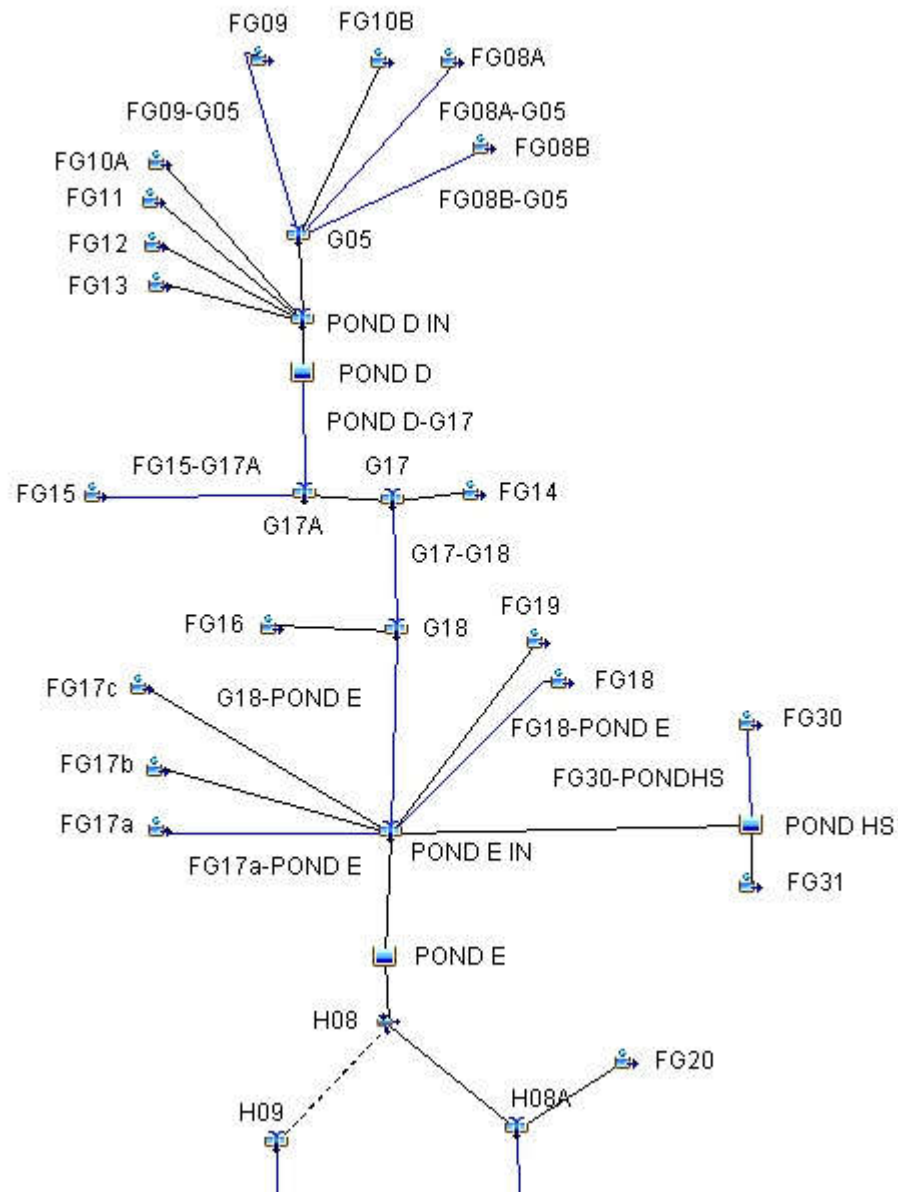 FG09
FG10B
FG08A
FG09-G05
FG08A-G05
FG08B
FG10A
FG11
FG08B-G05
FG12
G05
FG13
POND D IN
POND D
POND D-G17
FG15-G17A
G17
FG15
FG14
G17A
G17-G18
FG19
FG16
G18
FG17c
G18-POND E
FG18
FG18-POND E
FG30
FG17b
FG30-PONDHS
FG17a
POND E IN
POND HS
FG17a-POND E
FG31
POND E
H08
FG20
H09
H08A